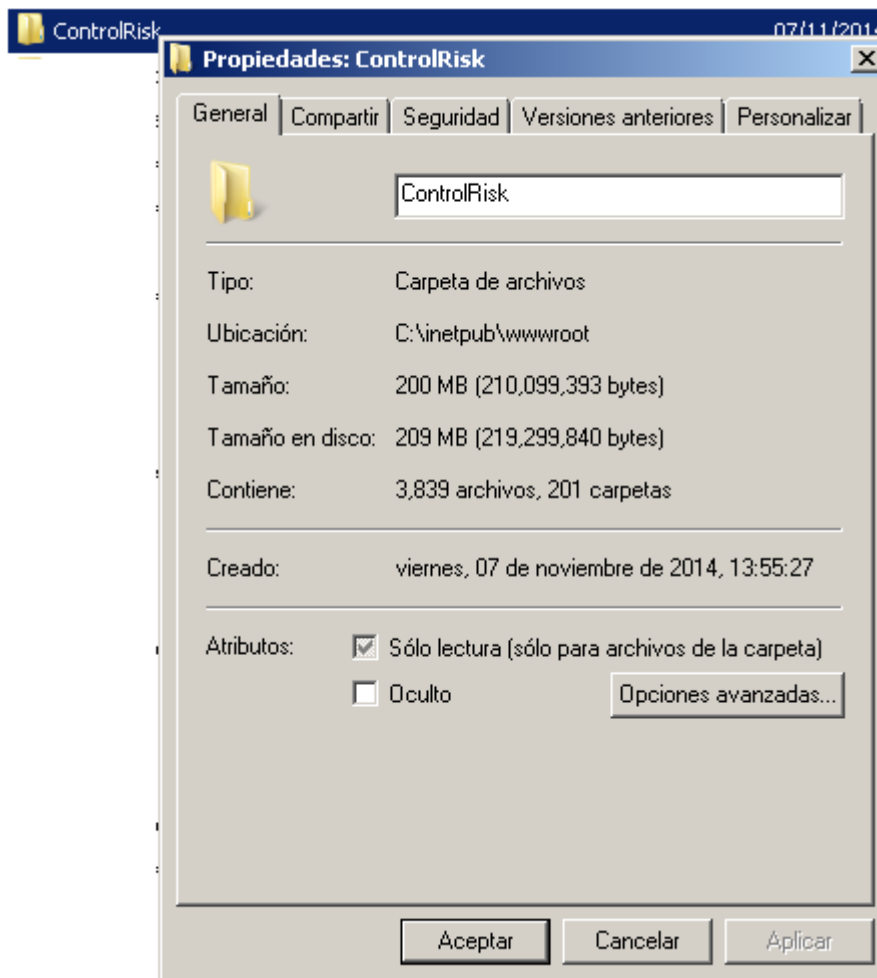 ControlRisk 07/11/2014
Propiedades: ControlRisk
General Compartir Seguridad Versiones anteriores Personalizar
ControlRisk
Tipo: Carpeta de archivos
Ubicación: C:\inetpub\wwwroot
Tamaño: 200 MB (210,099,393 bytes)
Tamaño en disco: 209 MB (219,299,840 bytes)
Contiene: 3,839 archivos, 201 carpetas
Creado: viernes, 07 de noviembre de 2014, 13:55:27
Atributos: Sólo lectura (sólo para archivos de la carpeta)
Oculto Opciones avanzadas...
Aceptar Cancelar Aplicar